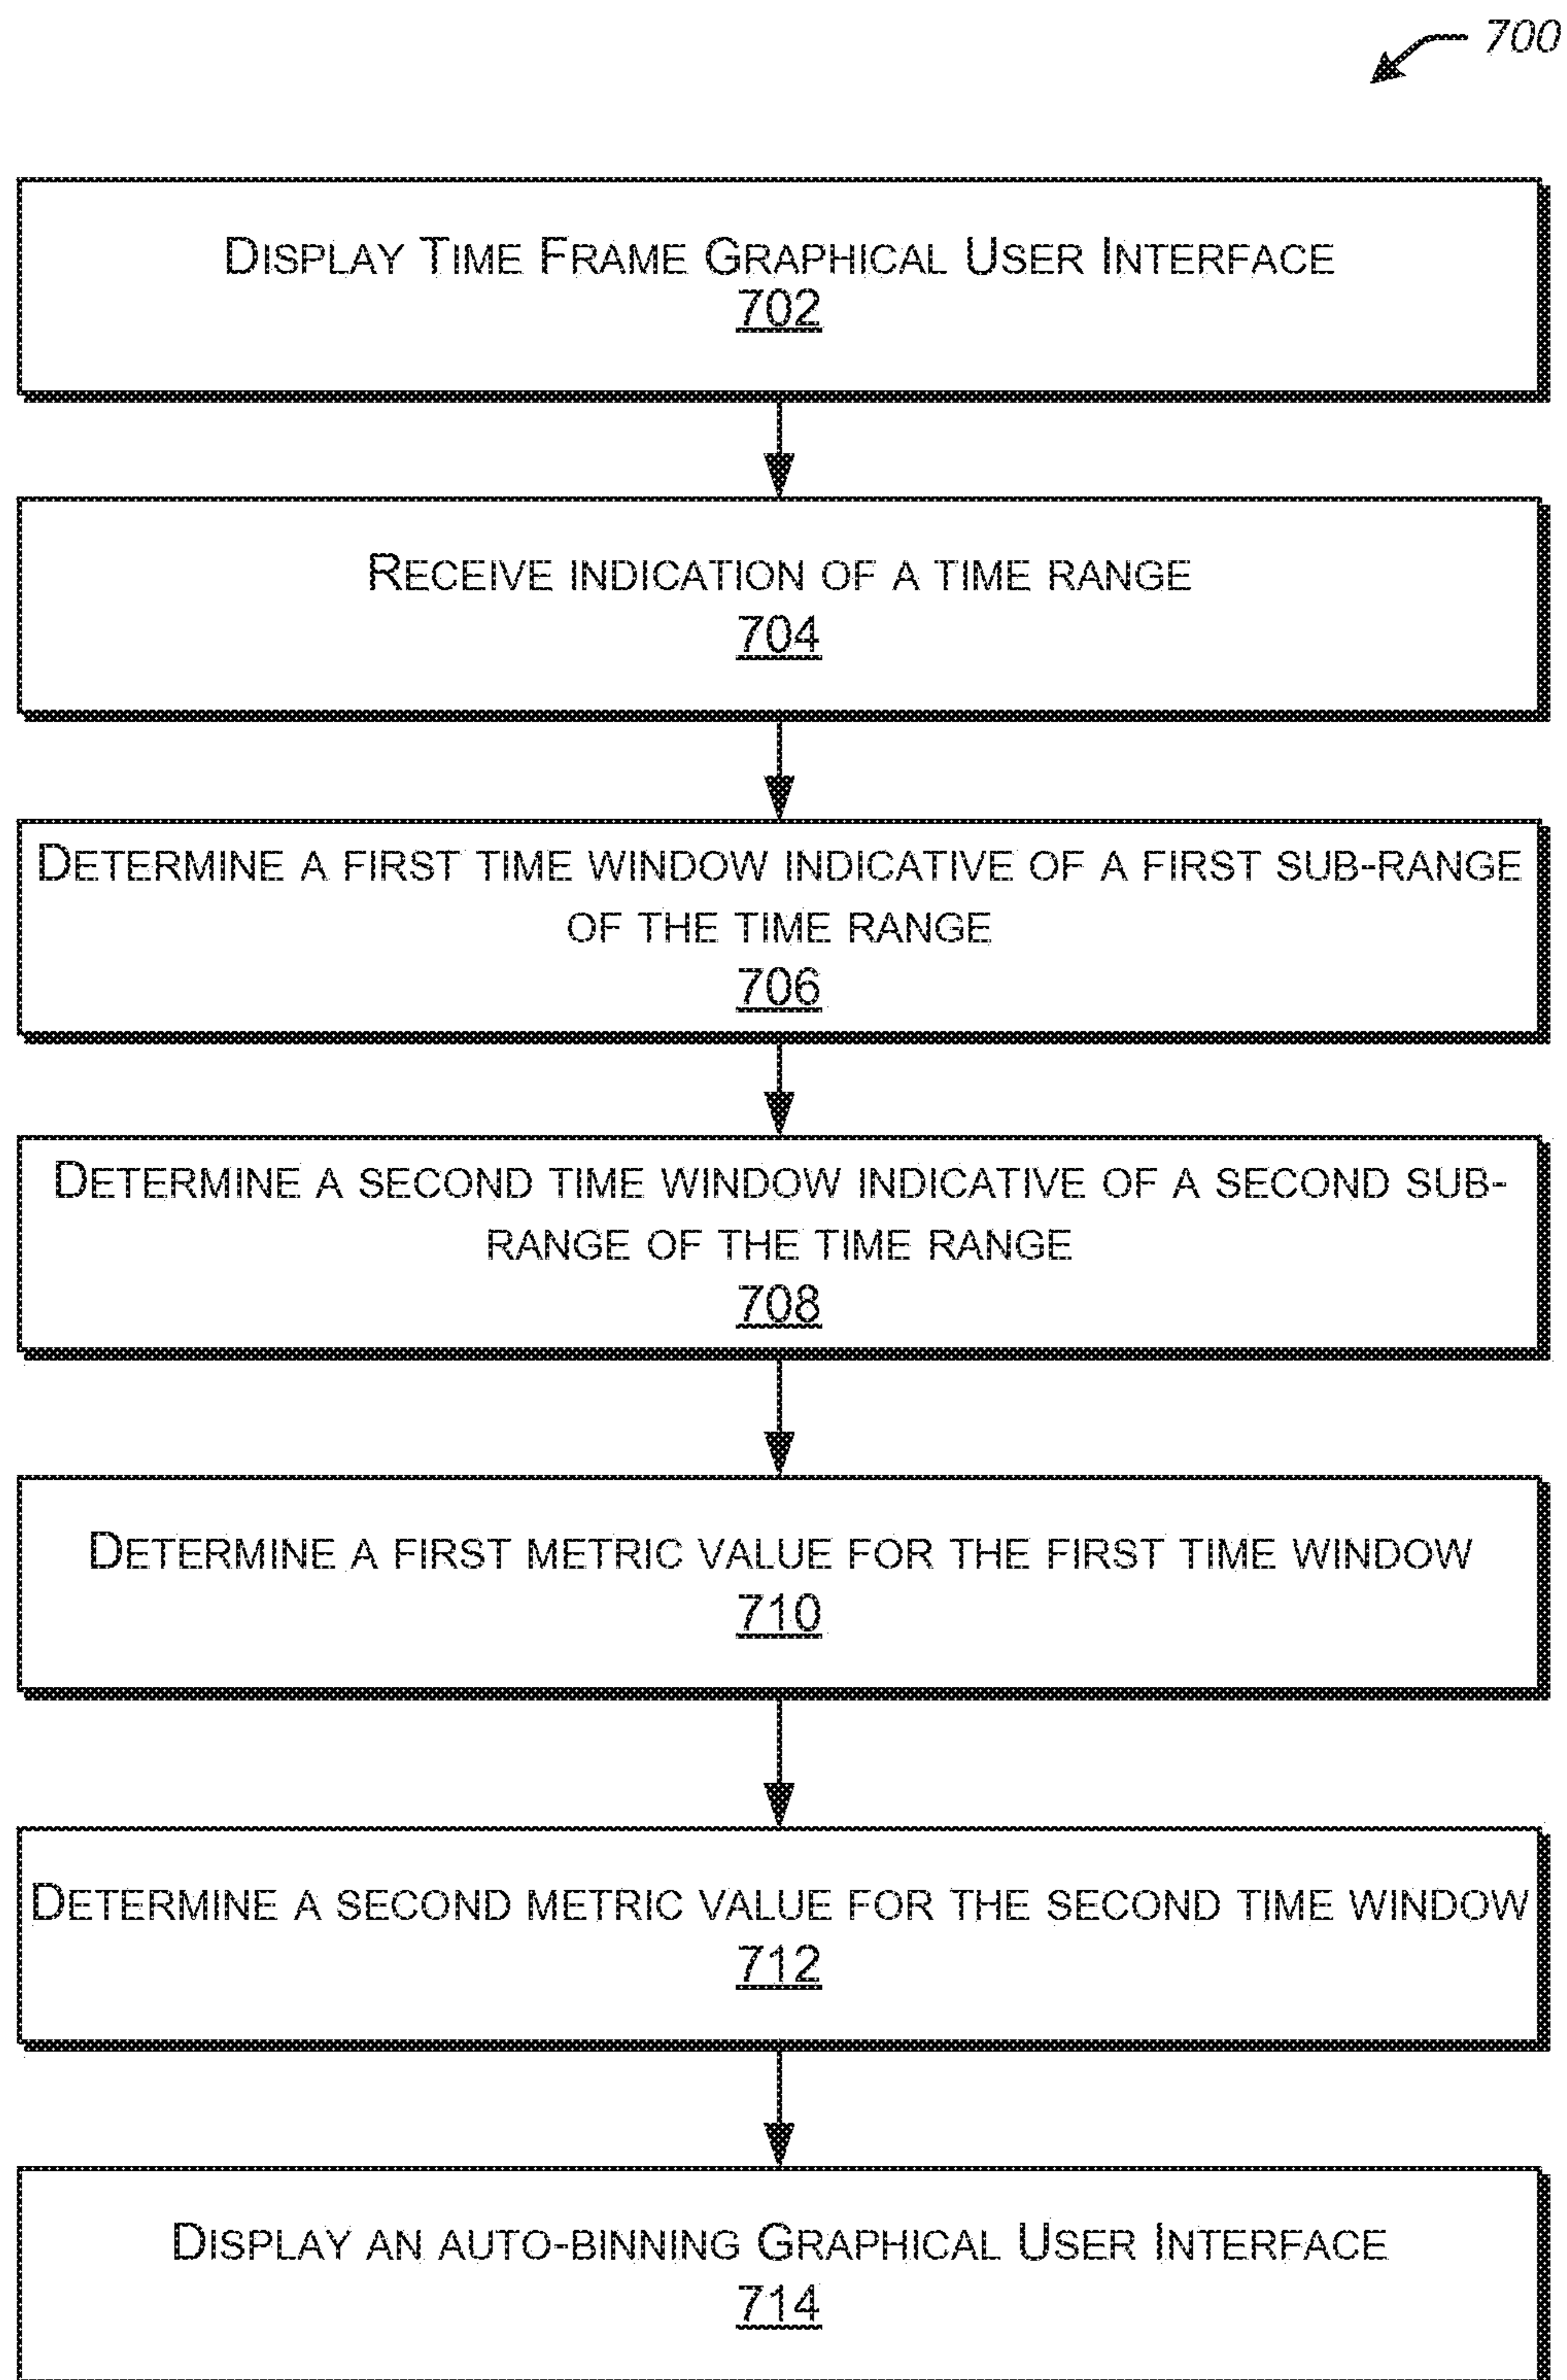 700
DISPLAY TIME FRAME GRAPHICAL USER INTERFACE
702
RECEIVE INDICATION OF A TIME RANGE
704
DETERMINE A FIRST TIME WINDOW INDICATIVE OF A FIRST SUB-RANGE
OF THE TIME RANGE
706
DETERMINE A SECOND TIME WINDOW INDICATIVE OF A SECOND SUB-
RANGE OF THE TIME RANGE
708
DETERMINE A FIRST METRIC VALUE FOR THE FIRST TIME WINDOW
710
DETERMINE A SECOND METRIC VALUE FOR THE SECOND TIME WINDOW
712
DISPLAY AN AUTO-BINNING GRAPHICAL USER INTERFACE
714